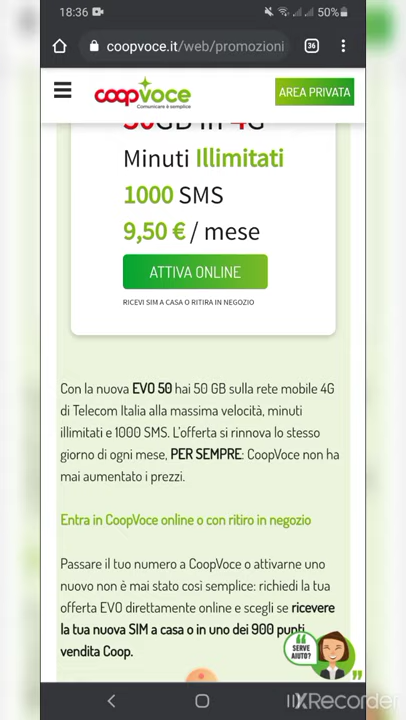 18:36 50%
coopvoce.it/web/promozioni 36
coopvoce AREA PRIVATA
Comunicare è semplice
50GB in 4G
Minuti Illimitati
1000 SMS
9,50 € / mese
ATTIVA ONLINE
RICEVI SIM A CASA O RITIRA IN NEGOZIO
Con la nuova EVO 50 hai 50 GB sulla rete mobile 4G
di Telecom Italia alla massima velocità, minuti
illimitati e 1000 SMS. L'offerta si rinnova lo stesso
giorno di ogni mese, PER SEMPRE: CoopVoce non ha
mai aumentato i prezzi.
Entra in CoopVoce online o con ritiro in negozio
Passare il tuo numero a CoopVoce o attivarne uno
nuovo non è mai stato così semplice: richiedi la tua
offerta EVO direttamente online e scegli se ricevere
la tua nuova SIM a casa o in uno dei 900 punti
vendita Coop.
SERVE
AIUTO?
XRecorder